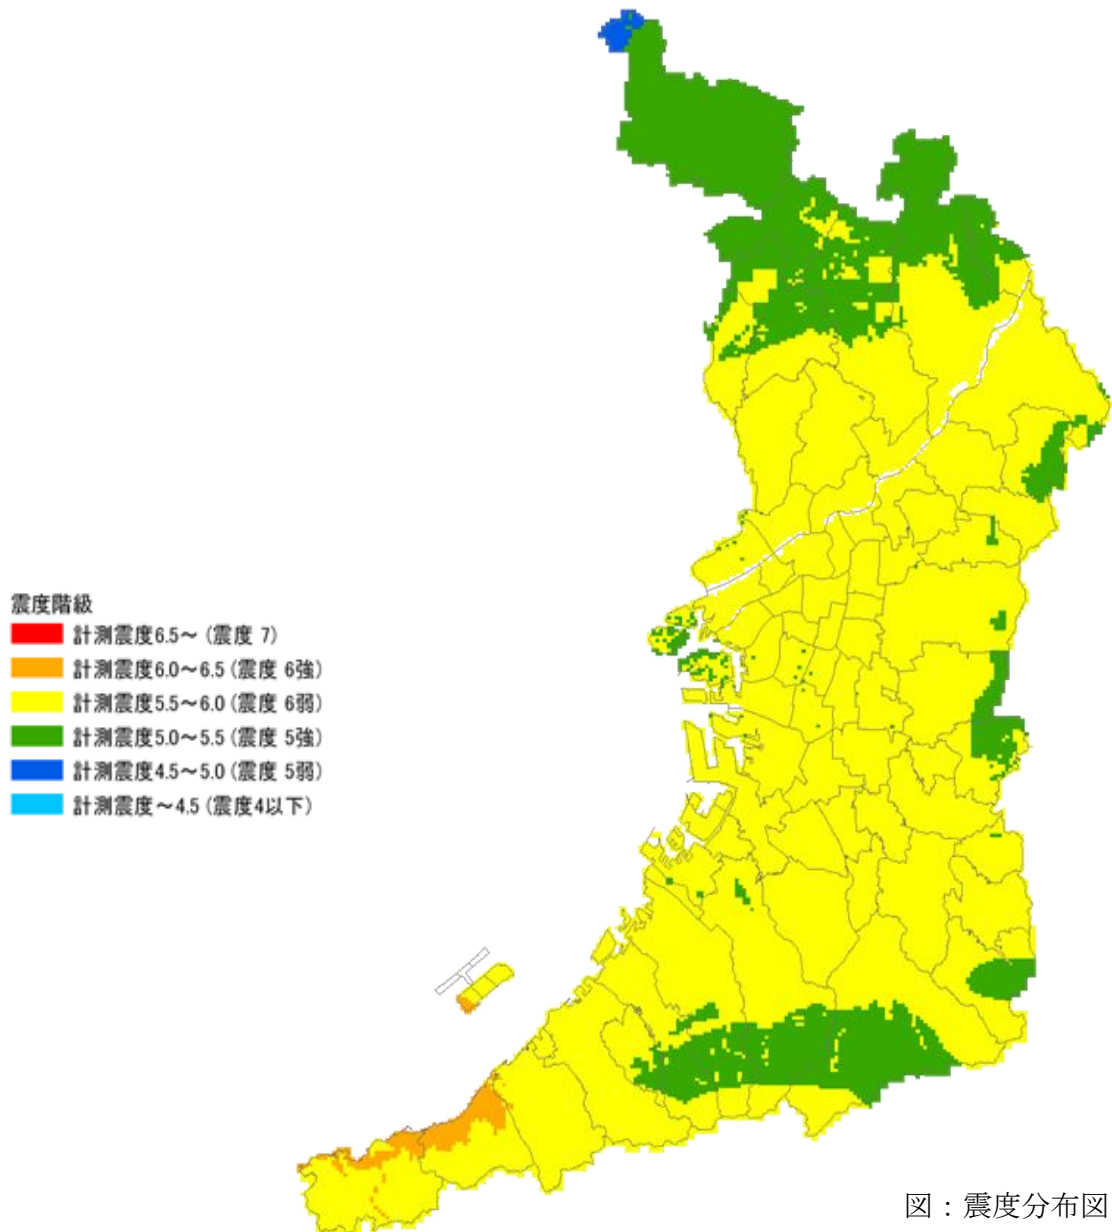 震度階級
計測震度6.5～ (震度 7)
計測震度6.0～6.5 (震度 6強)
計測震度5.5～6.0 (震度 6弱)
計測震度5.0～5.5 (震度 5強)
計測震度4.5～5.0 (震度 5弱)
計測震度～4.5 (震度4以下)
図：震度分布図